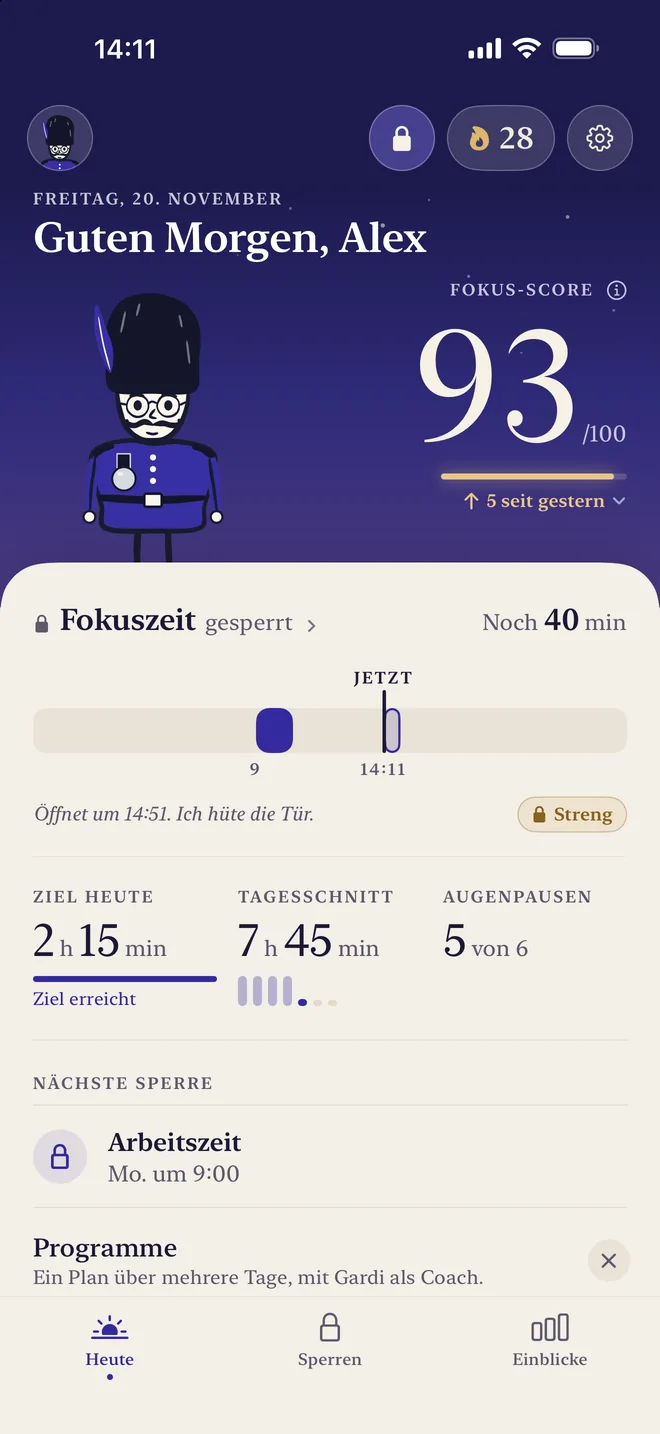 14:11
28
FREITAG, 20. NOVEMBER
Guten Morgen, Alex
FOKUS-SCORE
93 /100
↑ 5 seit gestern
Fokuszeit gesperrt
Noch 40 min
JETZT
9
14:11
Öffnet um 14:51. Ich hüte die Tür.
Streng
ZIEL HEUTE
2 h 15 min
Ziel erreicht
TAGESSCHNITT
7 h 45 min
AUGENPAUSEN
5 von 6
NÄCHSTE SPERRE
Arbeitszeit
Mo. um 9:00
Programme
Ein Plan über mehrere Tage, mit Gardi als Coach.
Heute
Sperren
Einblicke